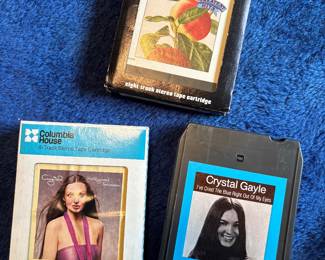 eight track stereo tape cartridge
Columbia
House
8-Track Stereo Tape Cartridge
Crystal
Crystal Gayle
I've Cried The Blue Right Out Of My Eyes